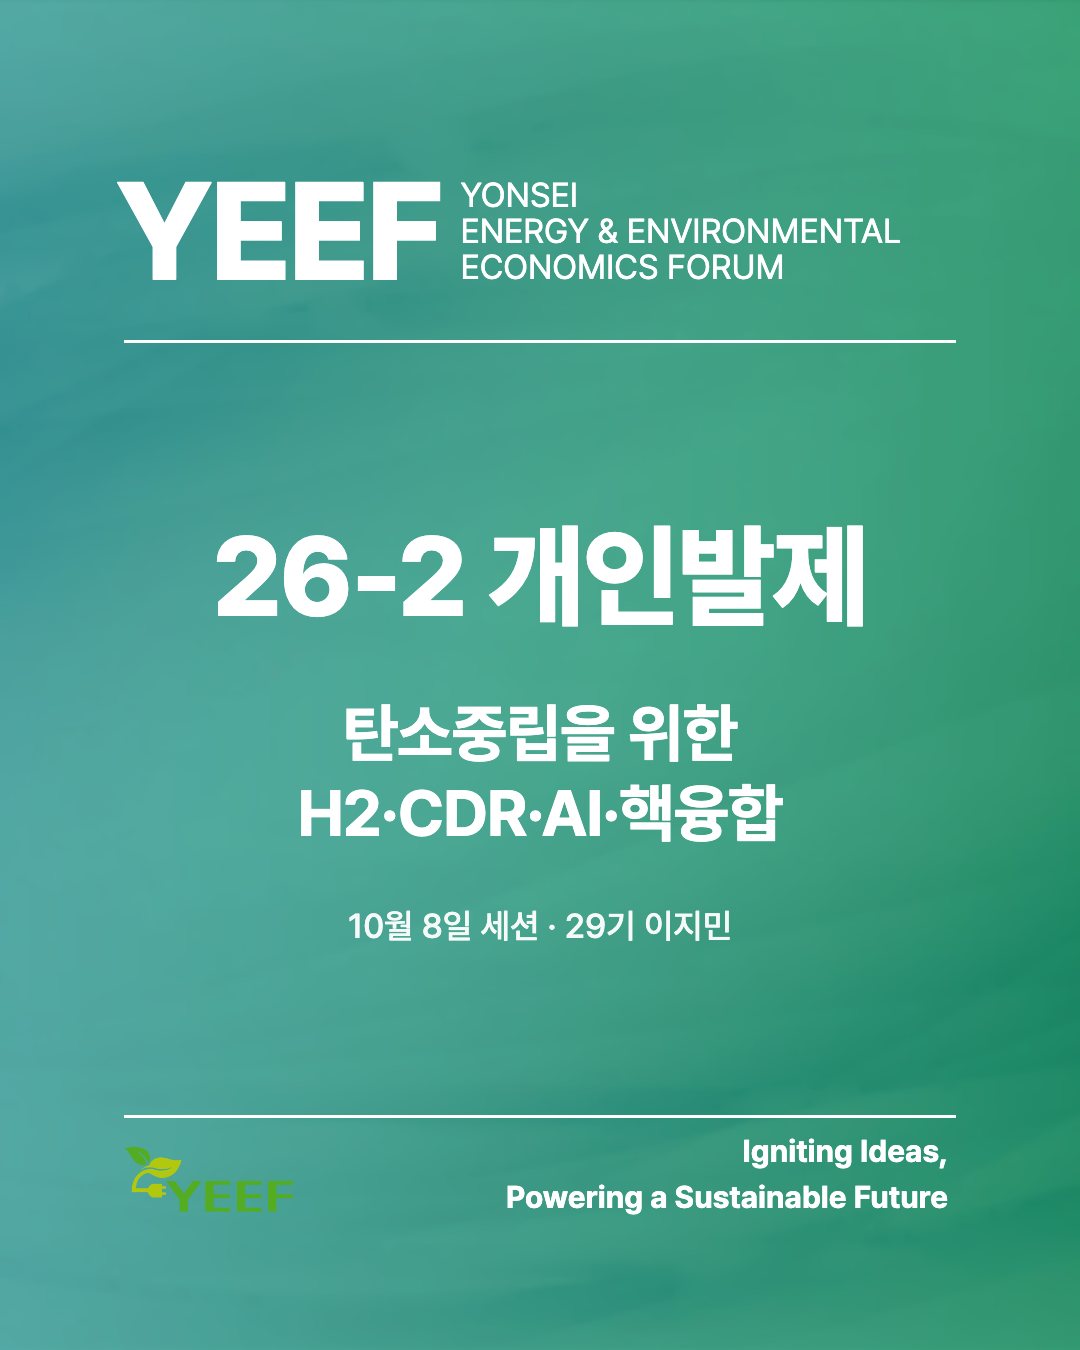 YEEF
YONSEI
ENERGY & ENVIRONMENTAL
ECONOMICS FORUM
26-2 개인발제
탄소중립을 위한
H2·CDR·AI·핵융합
10월 8일 세션 · 29기 이지민
YEEF
Igniting Ideas,
Powering a Sustainable Future